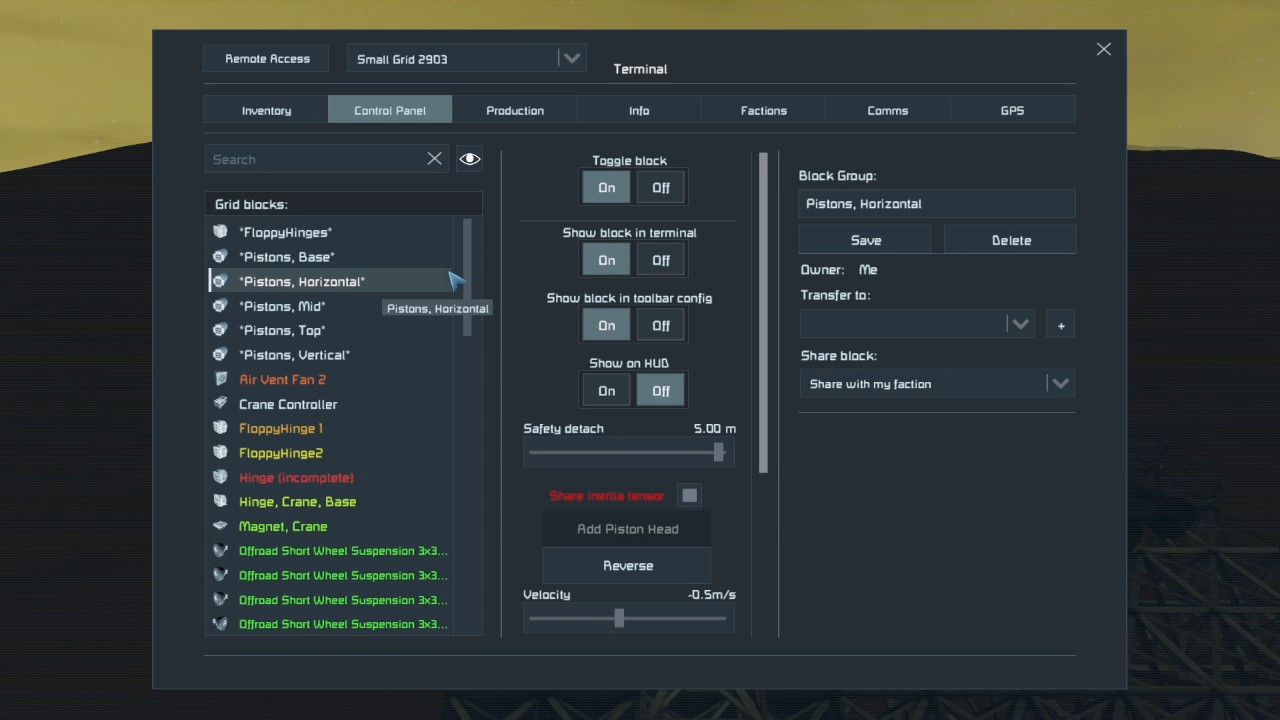 Remote Access
Small Grid 2903
Terminal
Inventory
Control Panel
Production
Info
Factions
Comms
GPS
Search
Grid blocks:
*FloppyHinges*
*Pistons, Base*
*Pistons, Horizontal*
*Pistons, Mid*
*Pistons, Top*
*Pistons, Vertical*
Air Vent Fan 2
Crane Controller
FloppyHinge 1
FloppyHinge2
Hinge (incomplete)
Hinge, Crane, Base
Magnet, Crane
Offroad Short Wheel Suspension 3x3...
Offroad Short Wheel Suspension 3x3...
Offroad Short Wheel Suspension 3x3...
Offroad Short Wheel Suspension 3x3...
Pistons, Horizontal
Toggle block
On Off
Show block in terminal
On Off
Show block in toolbar config
On Off
Show on HUD
On Off
Safety detach 5.00 m
Share inertia tensor
Add Piston Head
Reverse
Velocity -0.5m/s
Block Group:
Pistons, Horizontal
Save Delete
Owner: Me
Transfer to:
+
Share block:
Share with my faction